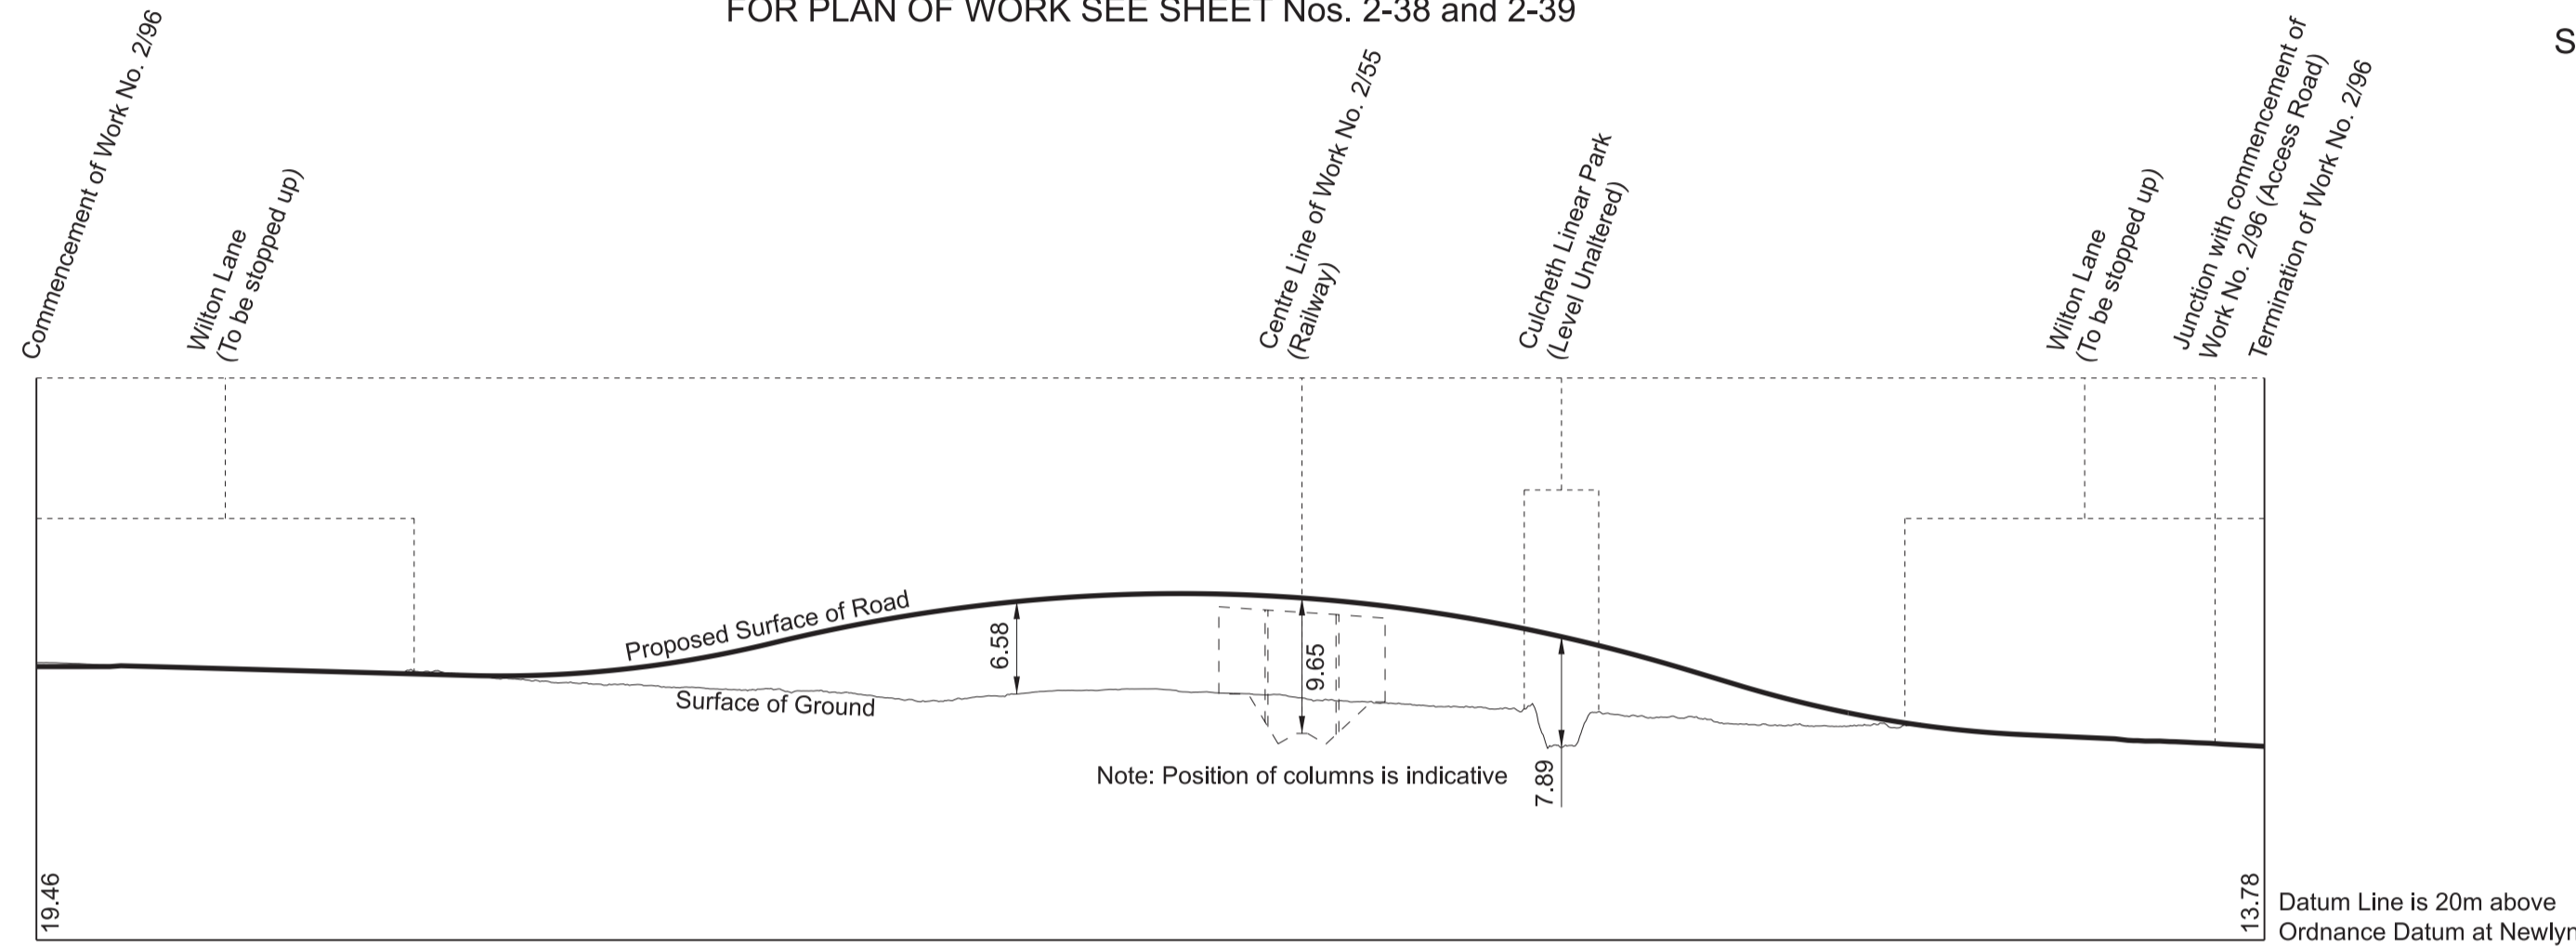 FOR PLAN OF WORK SEE SHEET Nos. 2-38 and 2-39
S
Commencement of Work No. 2/96
Wilton Lane
(To be stopped up)
Centre Line of Work No. 2/55
(Railway)
Culcheth Linear Park
(Level Unaltered)
Wilton Lane
(To be stopped up)
Junction with commencement of
Work No. 2/96 (Access Road)
Termination of Work No. 2/96
Proposed Surface of Road
6.58
9.65
Surface of Ground
Note: Position of columns is indicative
7.89
19.46
13.78
Datum Line is 20m above
Ordnance Datum at Newlyn